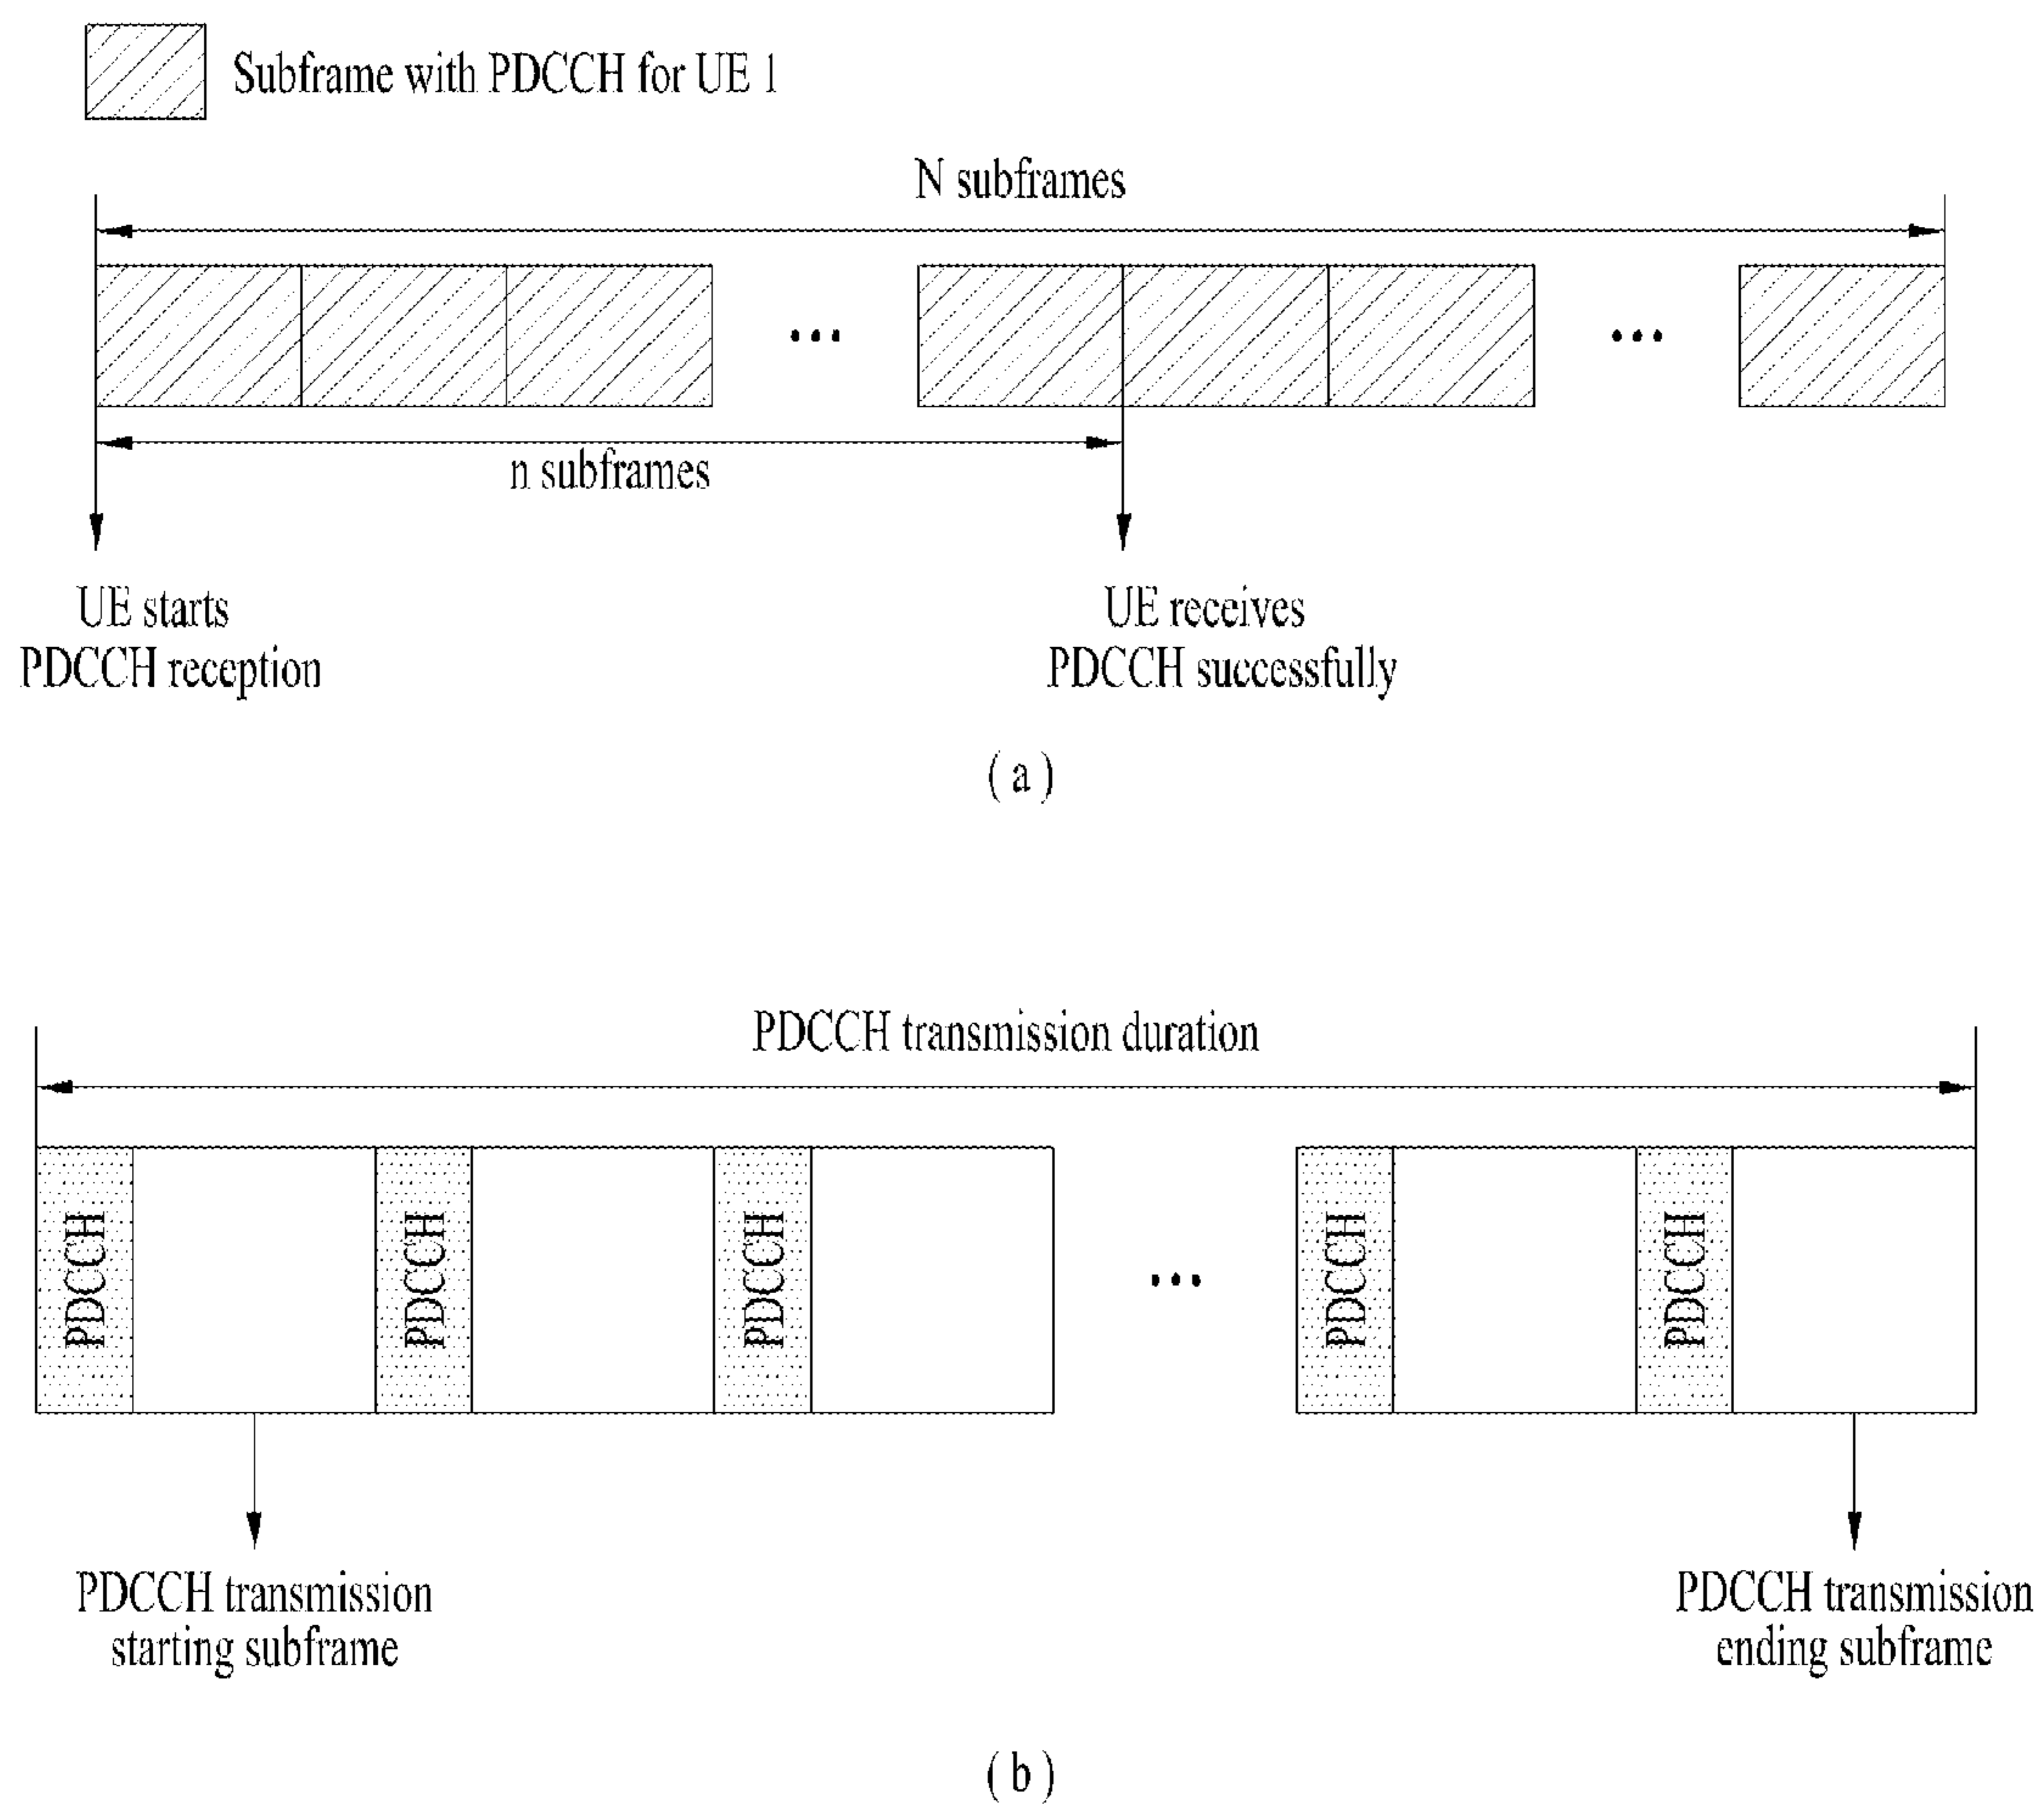 Subframe with PDCCH for UE 1
N subframes
...
...
n subframes
UE starts
PDCCH reception
UE receives
PDCCH successfully
(a)
PDCCH transmission duration
PDCCH
PDCCH
PDCCH
...
PDCCH
PDCCH
PDCCH transmission
starting subframe
PDCCH transmission
ending subframe
(b)